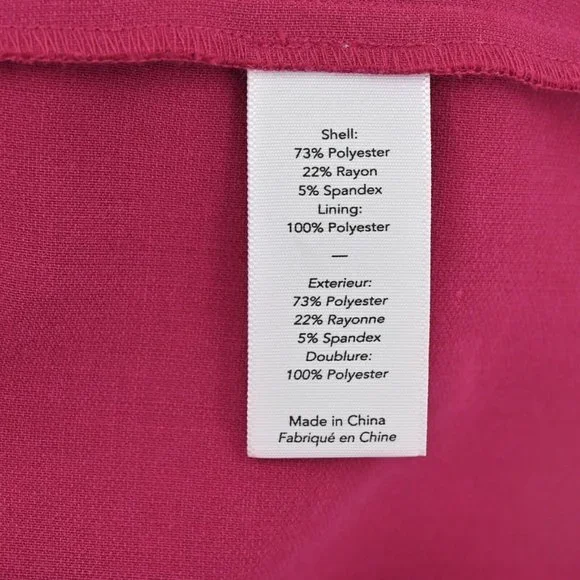 Shell:
73% Polyester
22% Rayon
5% Spandex
Lining:
100% Polyester
—
Exterieur:
73% Polyester
22% Rayonne
5% Spandex
Doublure:
100% Polyester
Made in China
Fabriqué en Chine